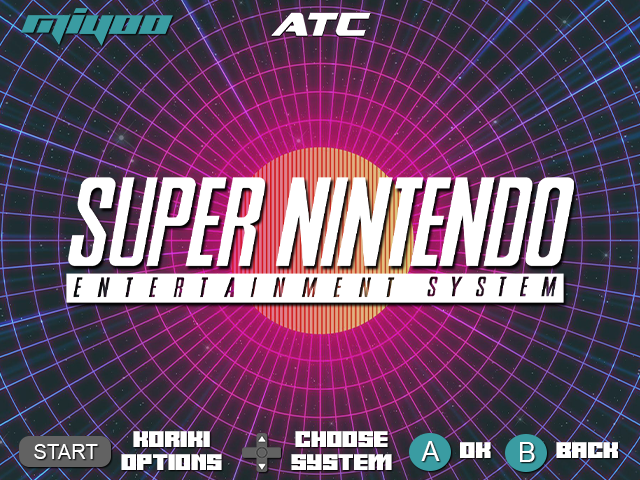 miyoo
ATC
SUPER NINTENDO
ENTERTAINMENT SYSTEM
START
KORIKI
OPTIONS
CHOOSE
SYSTEM
A
OK
B
BACK